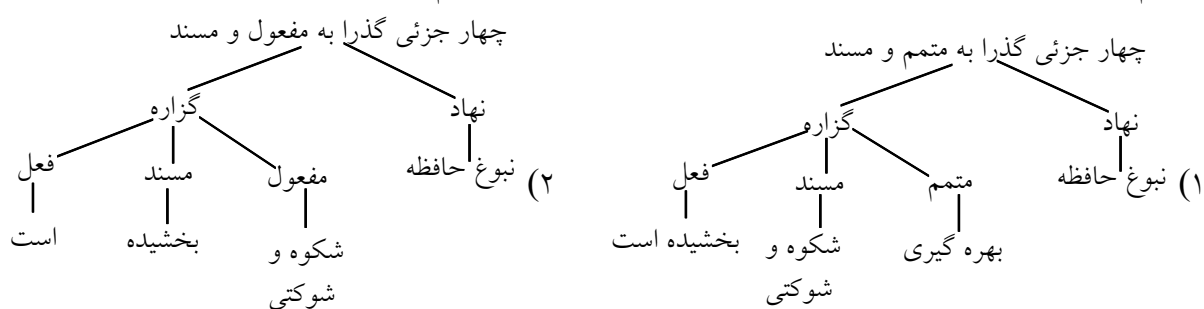 چهار جزئی گذرا به متمم و مسند
نهاد گزاره
۱) نبوغ حافظه متمم مسند فعل
بهره گیری شکوه و بخشیده است
شوکتی
چهار جزئی گذرا به مفعول و مسند
نهاد گزاره
۲) نبوغ حافظه مفعول مسند فعل
شکوه و بخشیده است
شوکتی